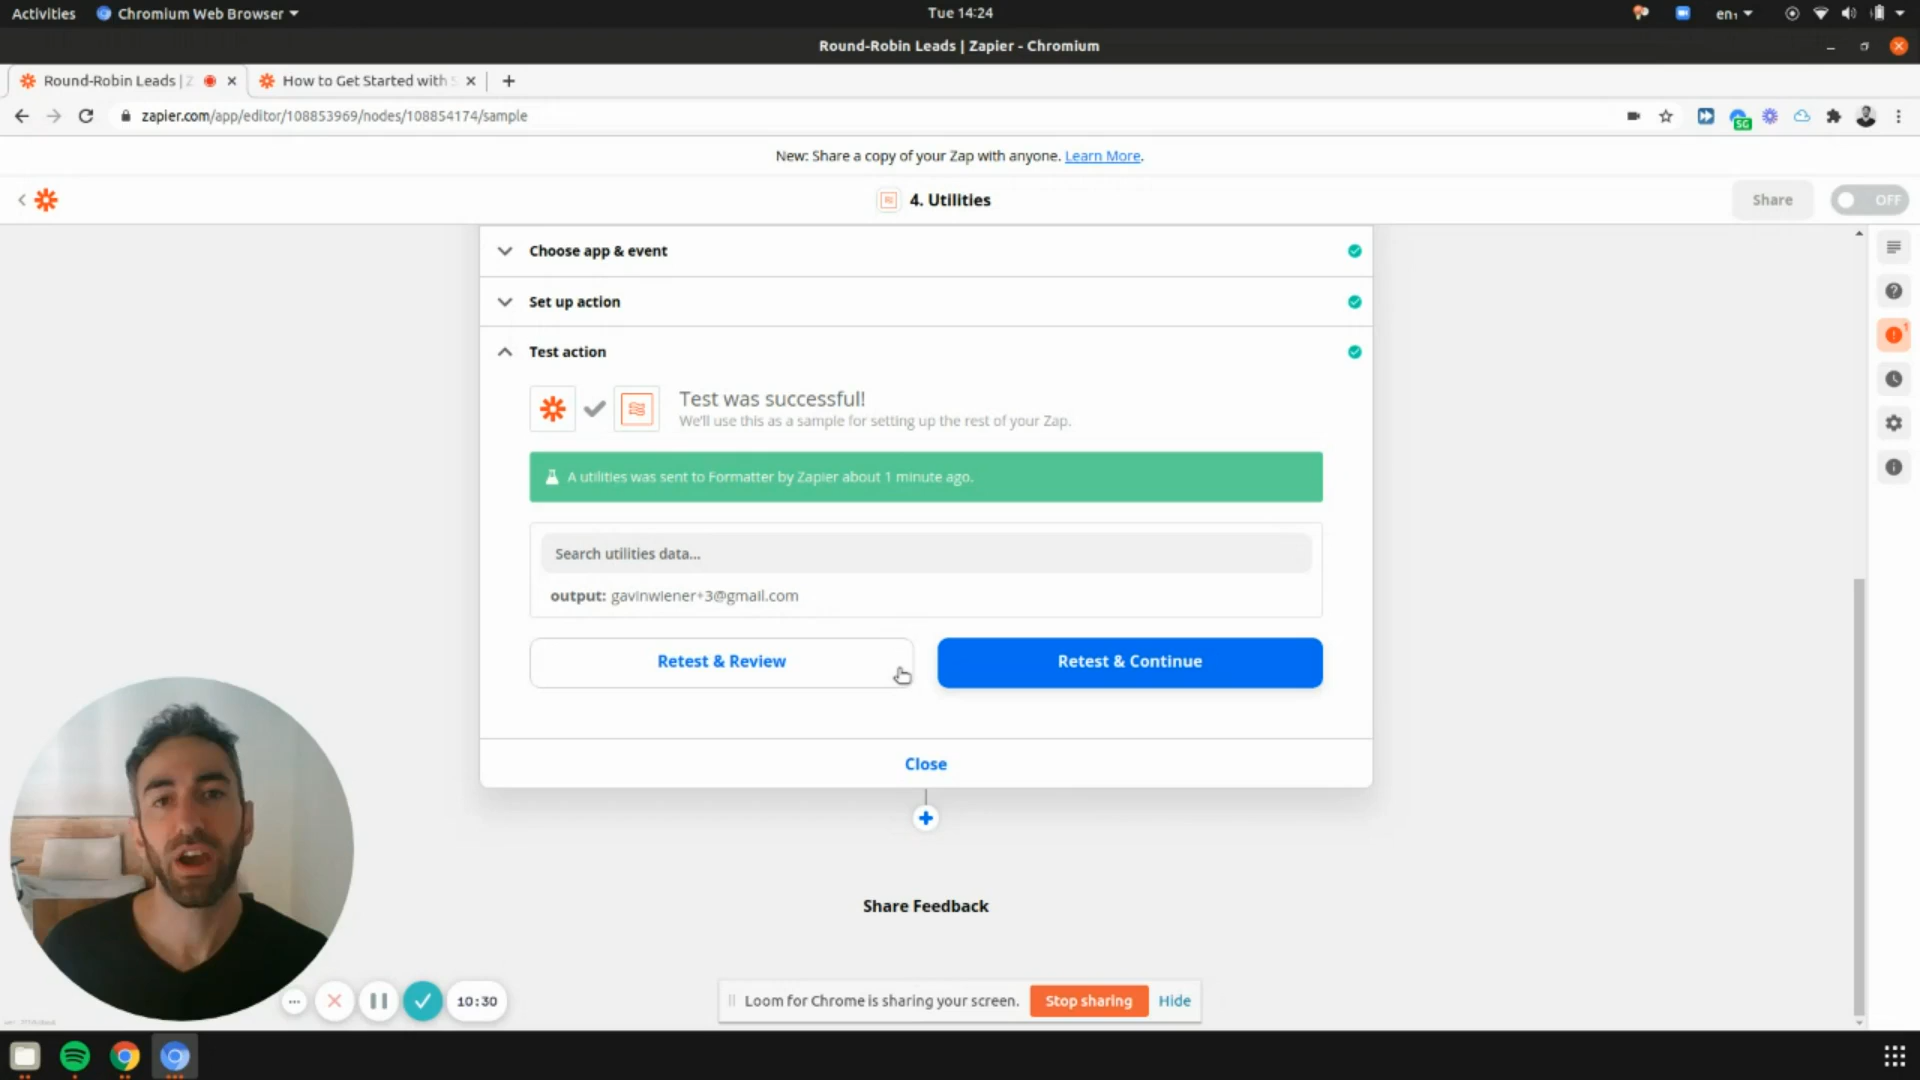 Activities
Chromium Web Browser
Tue 14:24
en₁
Round-Robin Leads | Zapier - Chromium
Round-Robin Leads | Z
How to Get Started with
zapier.com/app/editor/108853969/nodes/108854174/sample
SG
New: Share a copy of your Zap with anyone. Learn More.
4. Utilities
Share
OFF
Choose app & event
Set up action
Test action
1
Test was successful!
We'll use this as a sample for setting up the rest of your Zap.
A utilities was sent to Formatter by Zapier about 1 minute ago.
Search utilities data...
output: gavinwiener+3@gmail.com
Retest & Review
Retest & Continue
Close
Share Feedback
10:30
Loom for Chrome is sharing your screen.
Stop sharing
Hide